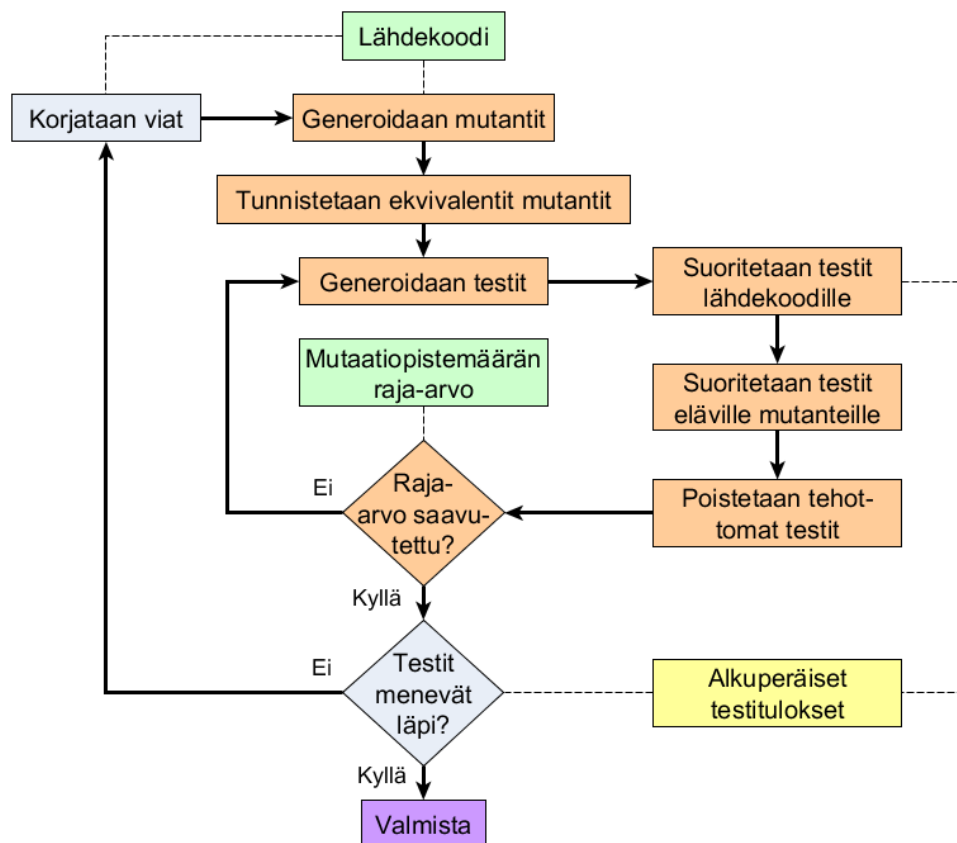 Lähdekoodi
Korjataan viat
Generoidaan mutantit
Tunnistetaan ekvivalentit mutantit
Generoidaan testit
Suoritetaan testit
lähdekoodille
Mutaatiopistemäärän
raja-arvo
Suoritetaan testit
eläville mutanteille
Ei
Raja-
arvo saavu-
tettu?
Poistetaan tehot-
tomat testit
Kyllä
Ei
Testit
menevät
läpi?
Alkuperäiset
testitulokset
Kyllä
Valmista